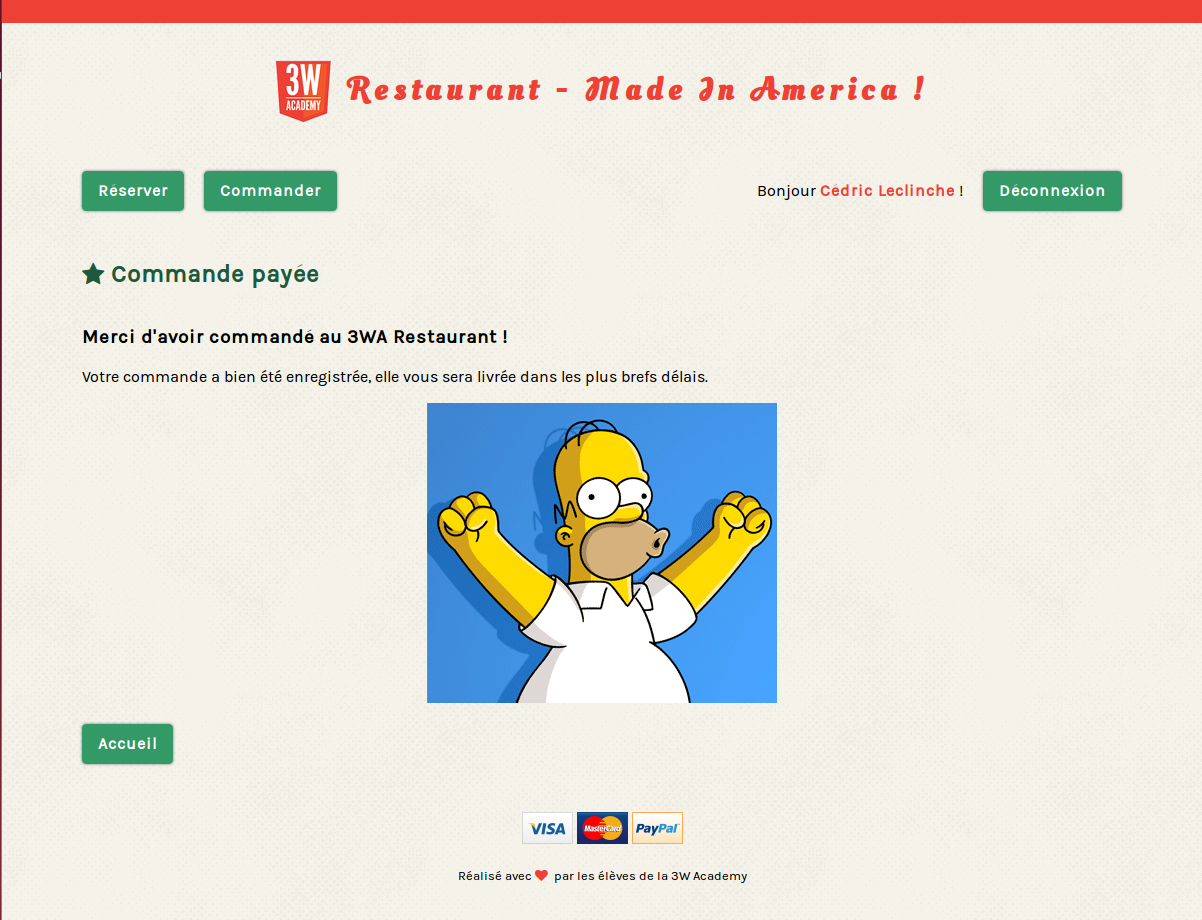 3W
ACADEMY
Restaurant - Made In America !
Réserver
Commander
Bonjour Cédric Leclinche !
Déconnexion
Commande payée
Merci d'avoir commandé au 3WA Restaurant !
Votre commande a bien été enregistrée, elle vous sera livrée dans les plus brefs délais.
Accueil
VISA
MasterCard
PayPal
Réalisé avec par les élèves de la 3W Academy